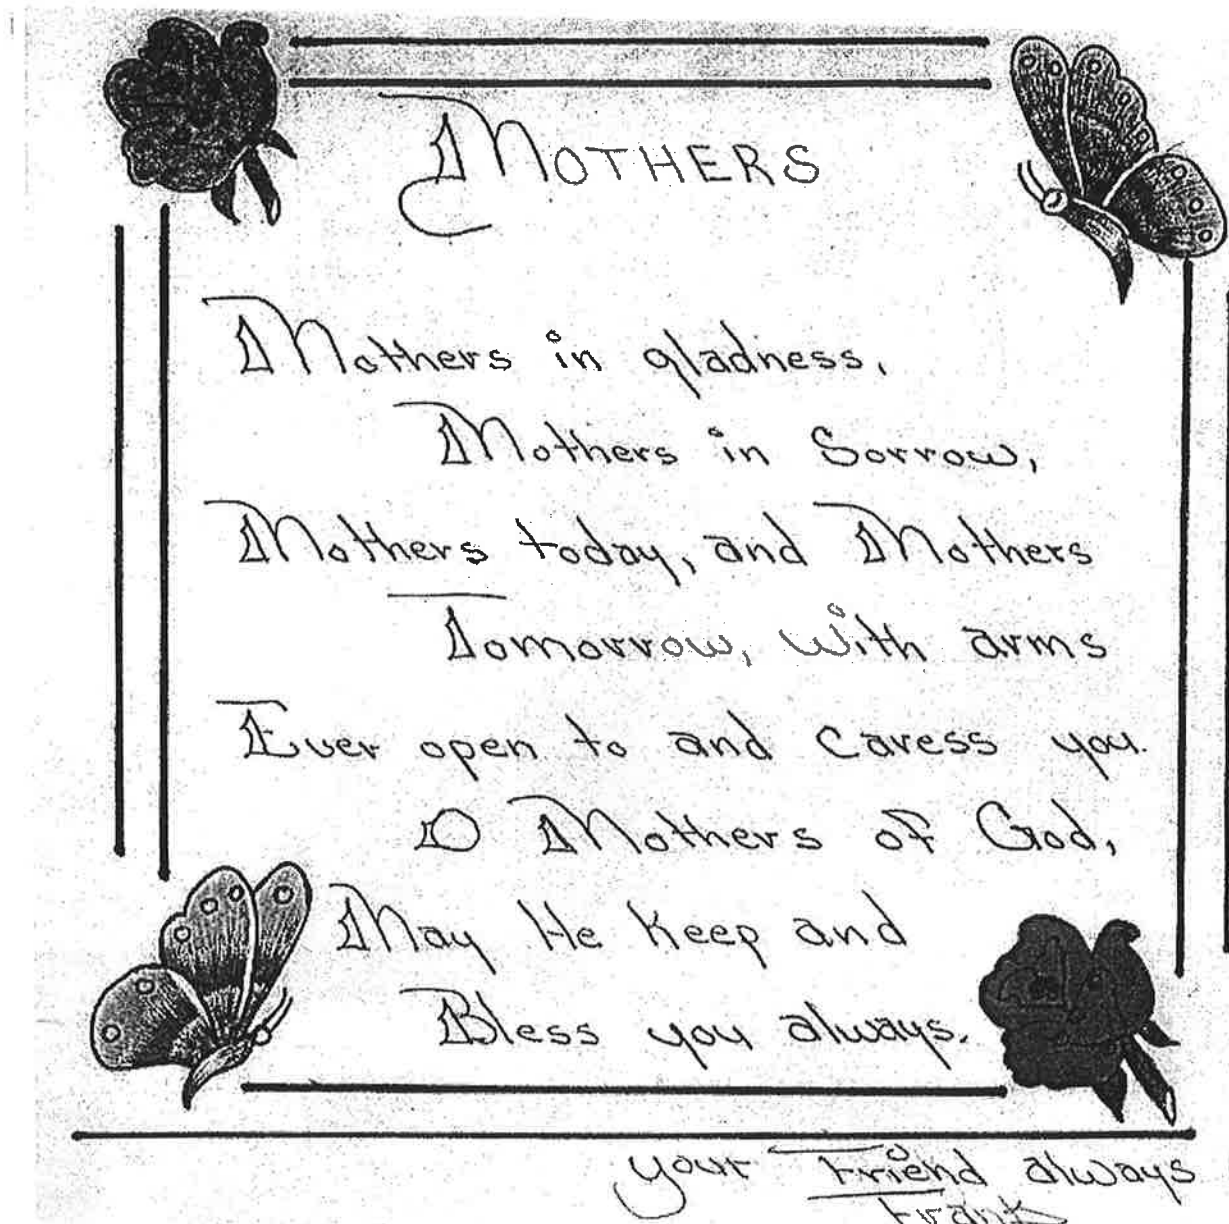 MOTHERS
Mothers in gladness,
Mothers in Sorrow,
Mothers today, and Mothers
Tomorrow, with arms
Ever open to and caress you.
O Mothers of God,
May He Keep and
Bless you always.
your Friend always
Frank